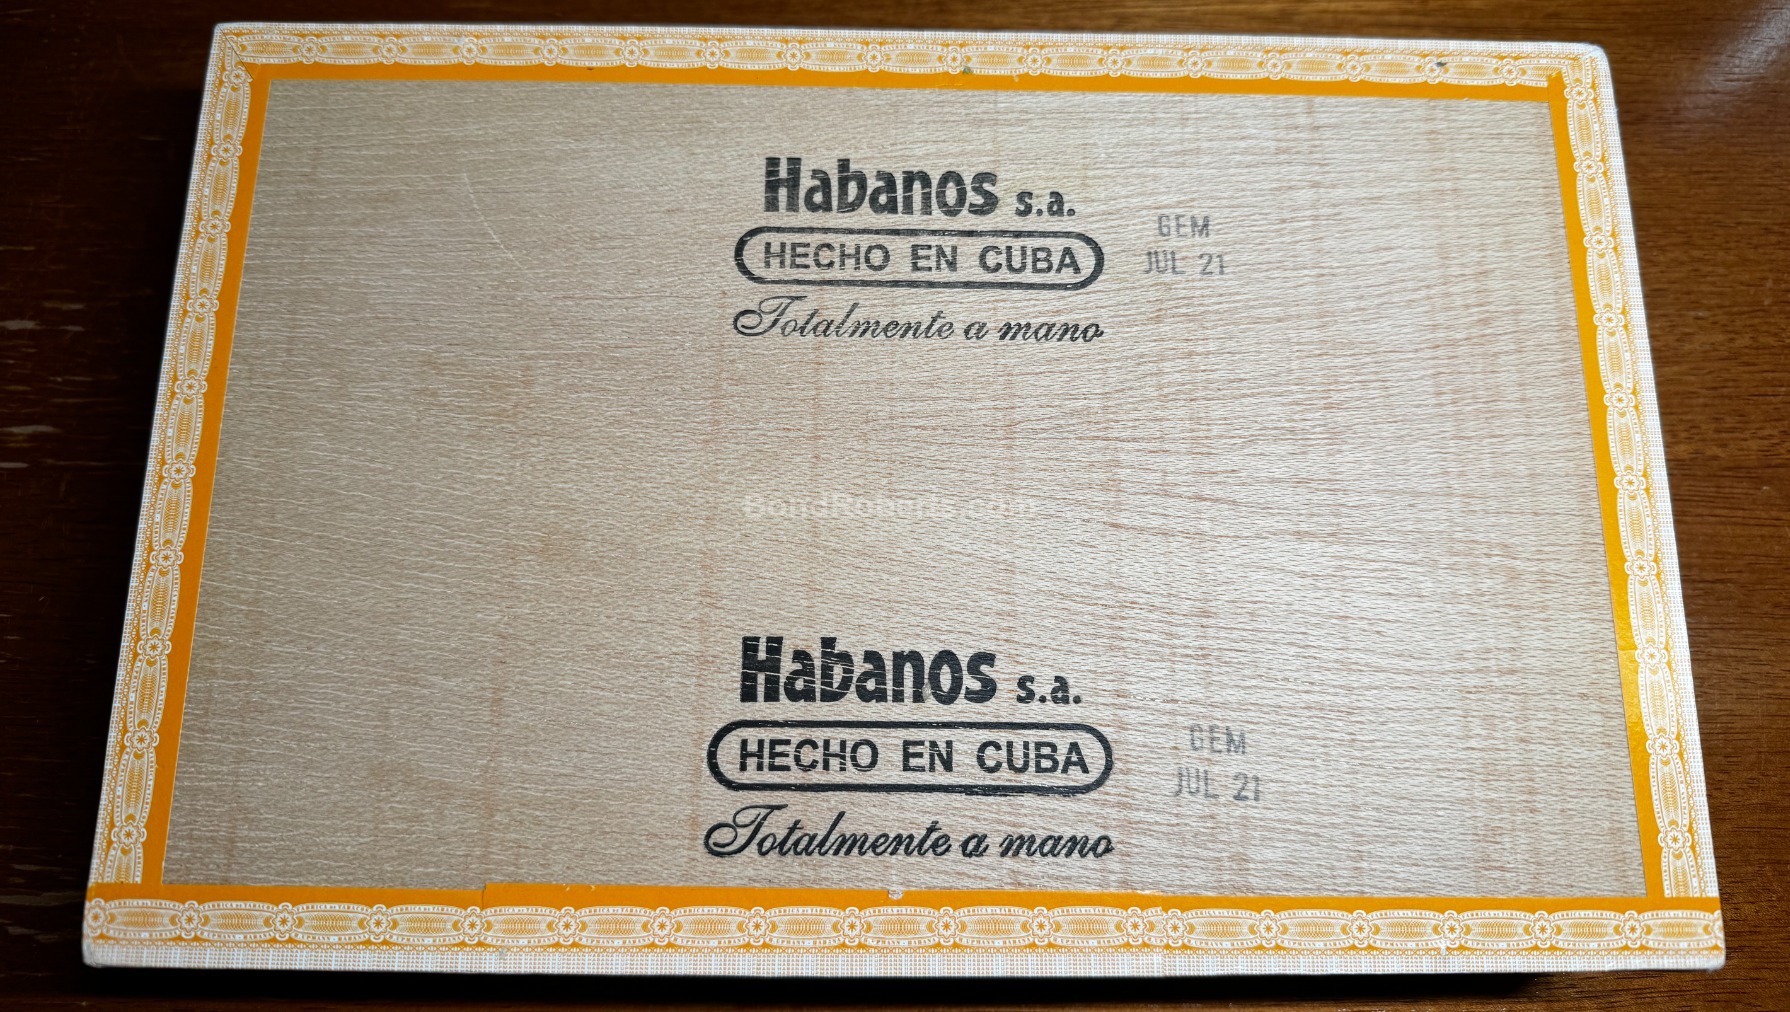 Habanos s.a.
HECHO EN CUBA
Totalmente a mano
GEM
JUL 21
Habanos s.a.
HECHO EN CUBA
Totalmente a mano
GEM
JUL 21